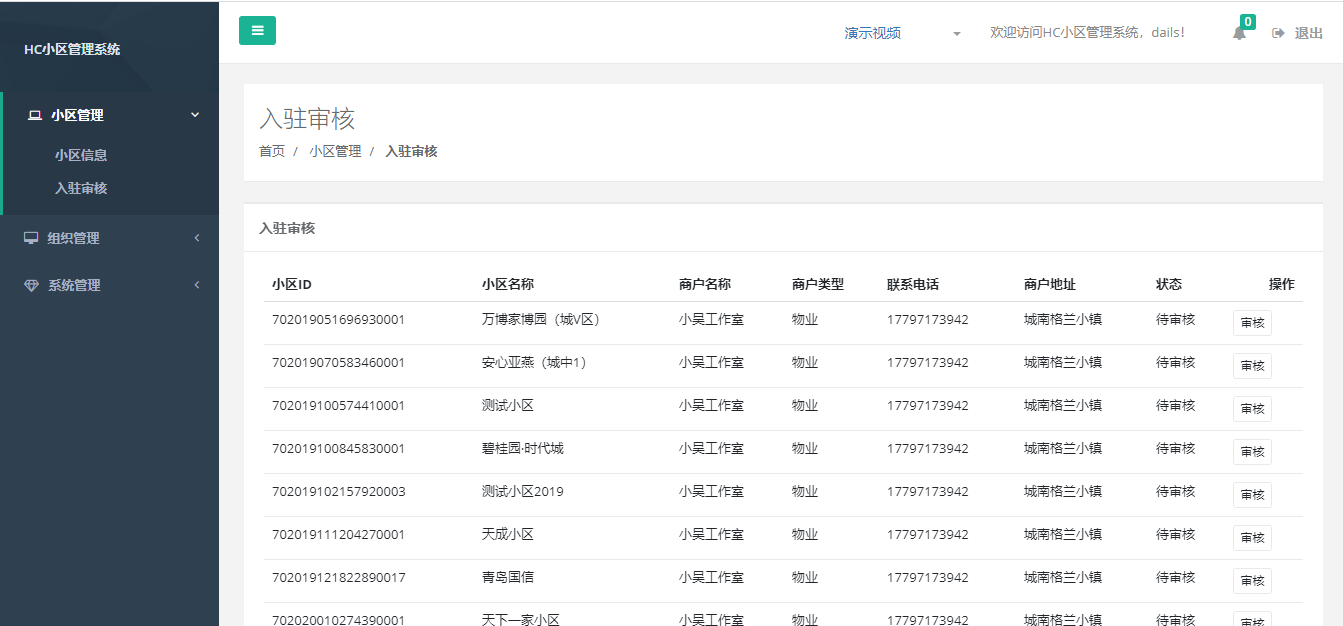 HC小区管理系统
小区管理
小区信息
入驻审核
组织管理
系统管理
演示视频 欢迎访问HC小区管理系统，dails! 0 退出
入驻审核
首页 / 小区管理 / 入驻审核
入驻审核
小区ID 小区名称 商户名称 商户类型 联系电话 商户地址 状态 操作
702019051696930001 万博家博园（城V区） 小吴工作室 物业 17797173942 城南格兰小镇 待审核 审核
702019070583460001 安心亚燕（城中1） 小吴工作室 物业 17797173942 城南格兰小镇 待审核 审核
702019100574410001 测试小区 小吴工作室 物业 17797173942 城南格兰小镇 待审核 审核
702019100845830001 碧桂园·时代城 小吴工作室 物业 17797173942 城南格兰小镇 待审核 审核
702019102157920003 测试小区2019 小吴工作室 物业 17797173942 城南格兰小镇 待审核 审核
702019111204270001 天成小区 小吴工作室 物业 17797173942 城南格兰小镇 待审核 审核
702019121822890017 青岛国信 小吴工作室 物业 17797173942 城南格兰小镇 待审核 审核
702020010274390001 天下一家小区 小吴工作室 物业 17797173942 城南格兰小镇 待审核 审核